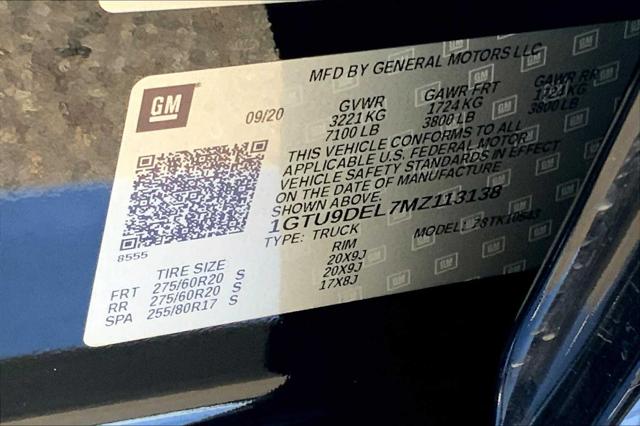 MFD BY GENERAL MOTORS LLC
GM
09/20
GVWR GAWR FRT GAWR RR
3221 KG 1724 KG 1724 KG
7100 LB 3800 LB 3800 LB
THIS VEHICLE CONFORMS TO ALL
APPLICABLE U.S. FEDERAL MOTOR
VEHICLE SAFETY STANDARDS IN EFFECT
ON THE DATE OF MANUFACTURE
SHOWN ABOVE.
1GTU9DEL7MZ113138
TYPE: TRUCK MODEL:
8555
TIRE SIZE RIM
FRT 275/60R20 S 20X9J
RR 275/60R20 S 20X9J
SPA 255/80R17 S 17X8J